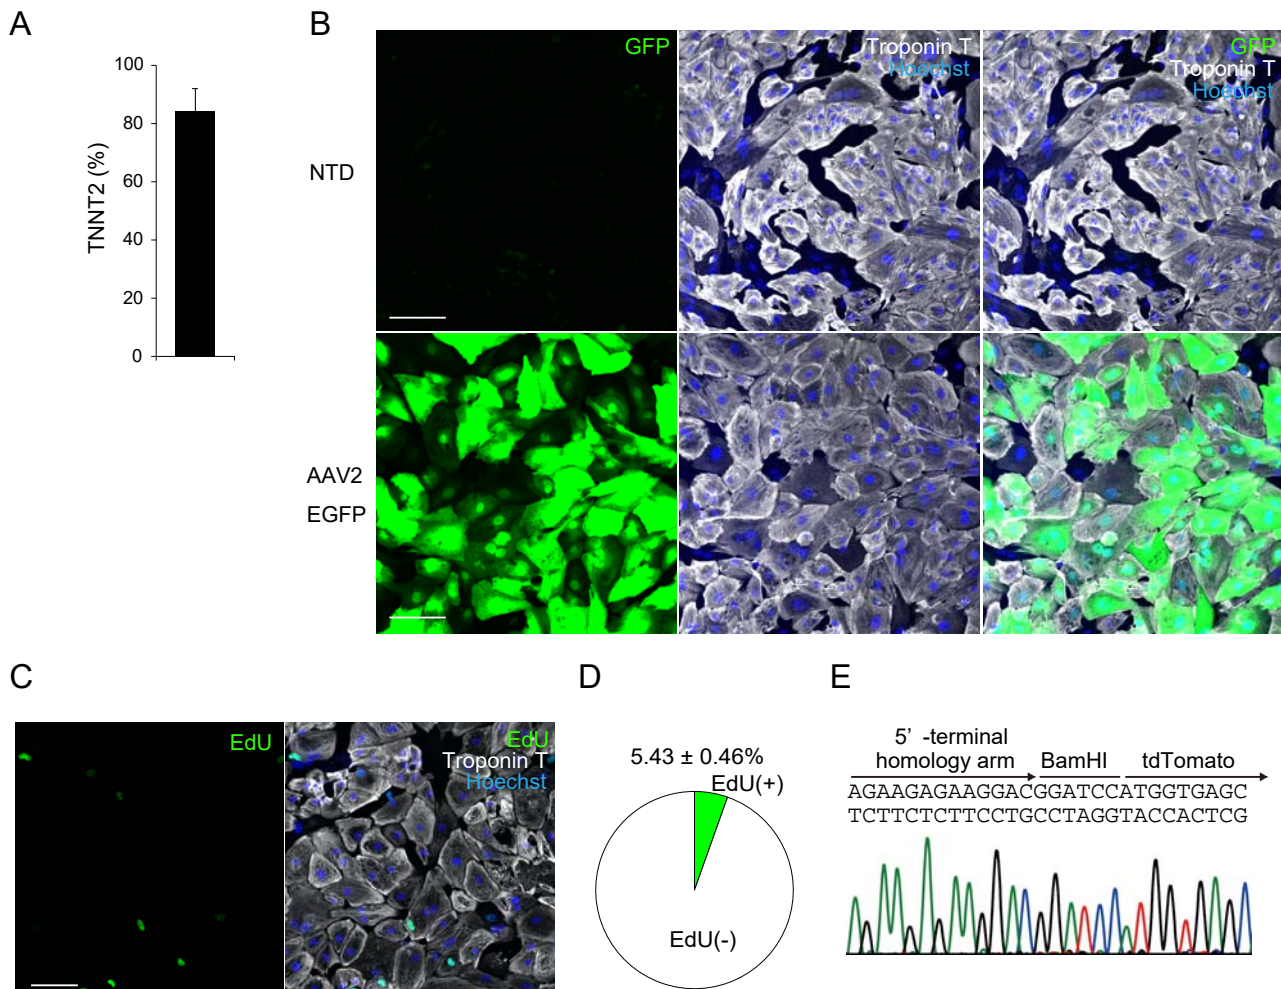 A
100
80
60
40
20
0
TNNT2 (%)
B
GFP
Troponin T
Hoechst
GFP
Troponin T
Hoechst
NTD
AAV2
EGFP
C
EdU
EdU
Troponin T
Hoechst
D
5.43 ± 0.46%
EdU(+)
EdU(-)
E
5’ -terminal
homology arm
BamHI
tdTomato
AGAAGAGAAGGACGGATCCATGGTGAGC
TCTTCTCTTCCTGCCTAGGTACCACTCG